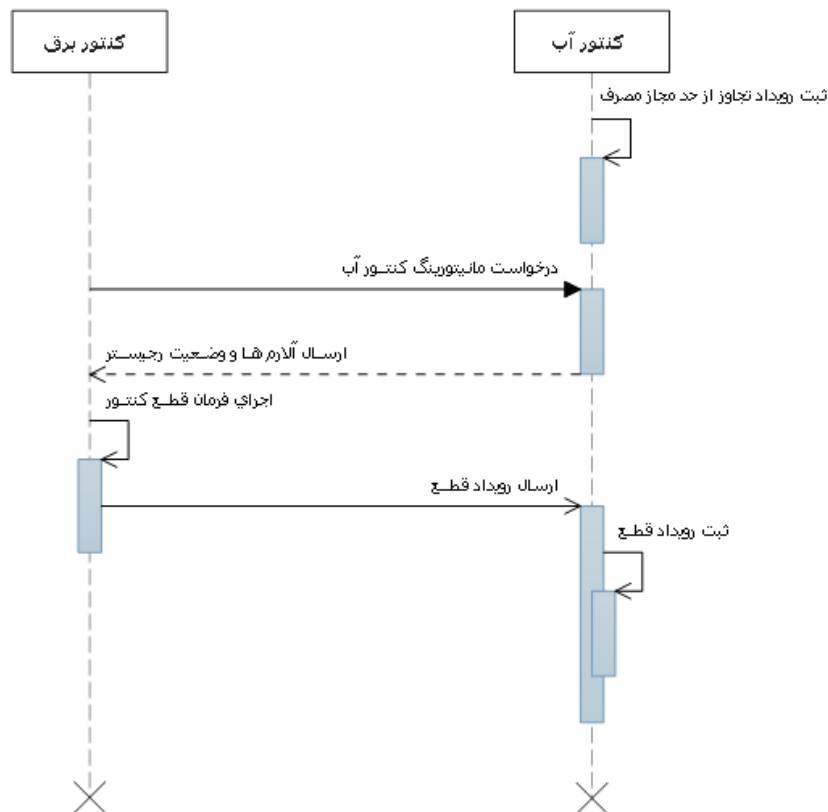 کنتور برق
کنتور آب
ثبت رویداد تجاوز از حد مجاز مصرف
درخواست مانیتورینگ کنتور آب
ارسال آلارم ها و وضعیت رجیستر
اجراي فرمان قطع کنتور
ارسال رویداد قطع
ثبت رویداد قطع